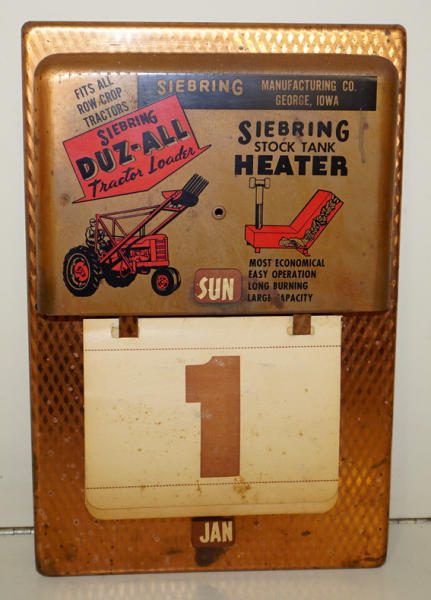 SIEBRING MANUFACTURING CO.
GEORGE, IOWA
FITS ALL
ROW CROP
TRACTORS
SIEBRING
DUZ-ALL
Tractor Loader
SIEBRING
STOCK TANK
HEATER
MOST ECONOMICAL
EASY OPERATION
LONG BURNING
LARGE CAPACITY
SUN
1
JAN